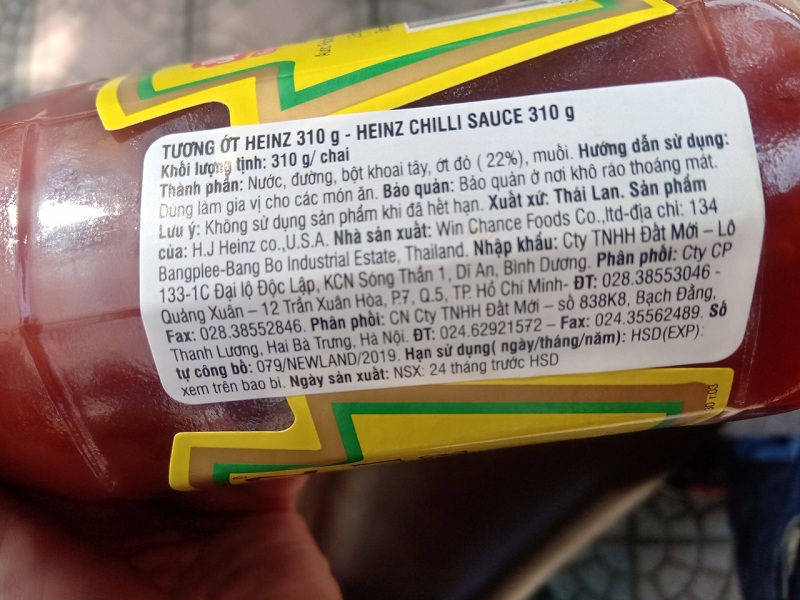 TƯƠNG ỚT HEINZ 310 g - HEINZ CHILLI SAUCE 310 g
Khối lượng tịnh: 310 g/ chai
Thành phần: Nước, đường, bột khoai tây, ớt đỏ ( 22%), muối. Hướng dẫn sử dụng:
Dùng làm gia vị cho các món ăn. Bảo quản: Bảo quản ở nơi khô ráo thoáng mát.
Lưu ý: Không sử dụng sản phẩm khi đã hết hạn. Xuất xứ: Thái Lan. Sản phẩm
của: H.J Heinz co.,U.S.A. Nhà sản xuất: Win Chance Foods Co.,ltd-địa chỉ: 134
Bangplee-Bang Bo Industrial Estate, Thailand. Nhập khẩu: Cty TNHH Đất Mới – Lô
133-1C Đại lộ Độc Lập, KCN Sóng Thần 1, Dĩ An, Bình Dương. Phân phối: Cty CP
Quảng Xuân – 12 Trần Xuân Hòa, P.7, Q.5, TP. Hồ Chí Minh- ĐT: 028.38553046 -
Fax: 028.38552846. Phân phối: CN Cty TNHH Đất Mới – số 838K8, Bạch Đằng,
Thanh Lương, Hai Bà Trưng, Hà Nội. ĐT: 024.62921572 – Fax: 024.35562489. Số
tự công bố: 079/NEWLAND/2019. Hạn sử dụng( ngày/tháng/năm): HSD(EXP):
xem trên bao bì. Ngày sản xuất: NSX: 24 tháng trước HSD